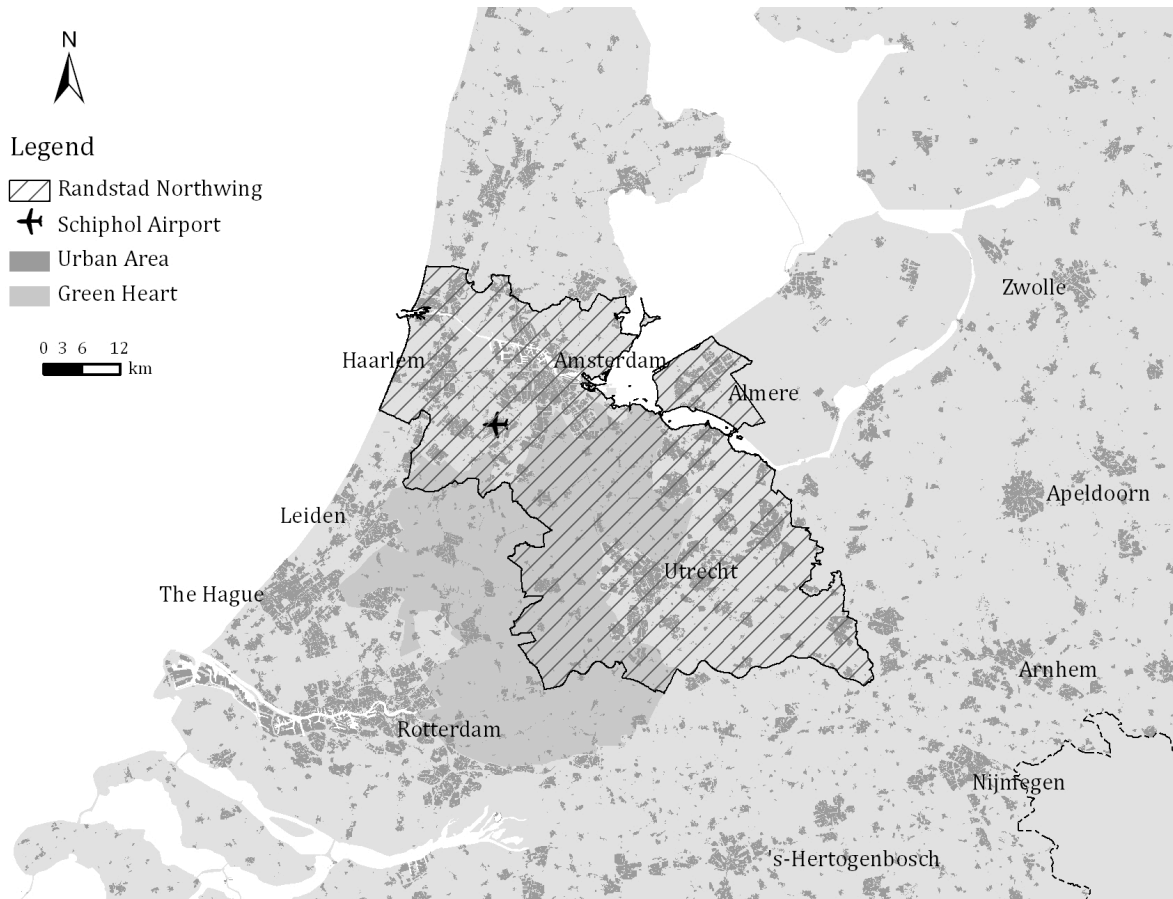 N
Legend
Randstad Northwing
Schiphol Airport
Urban Area
Green Heart
0 3 6 12
km
Zwolle
Haarlem
Amsterdam
Almere
Apeldoorn
Leiden
Utrecht
The Hague
Arnhem
Rotterdam
Nijmegen
's-Hertogenbosch